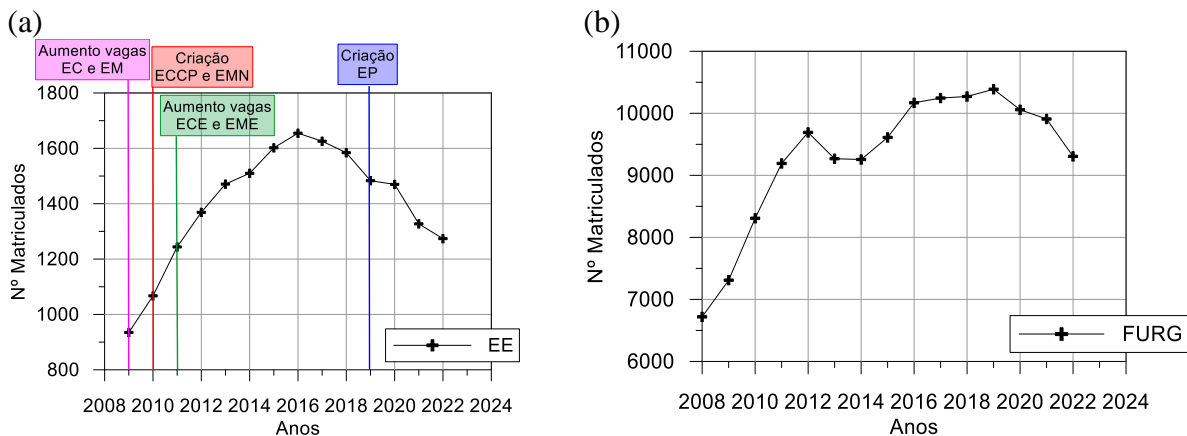 (a)
Aumento vagas
EC e EM
Criação
ECCP e EMN
Aumento vagas
ECE e EME
Criação
EP
1800
1600
1400
1200
1000
800
Nº Matriculados
EE
2008 2010 2012 2014 2016 2018 2020 2022 2024
Anos
(b)
11000
10000
9000
8000
7000
6000
Nº Matriculados
FURG
2008 2010 2012 2014 2016 2018 2020 2022 2024
Anos